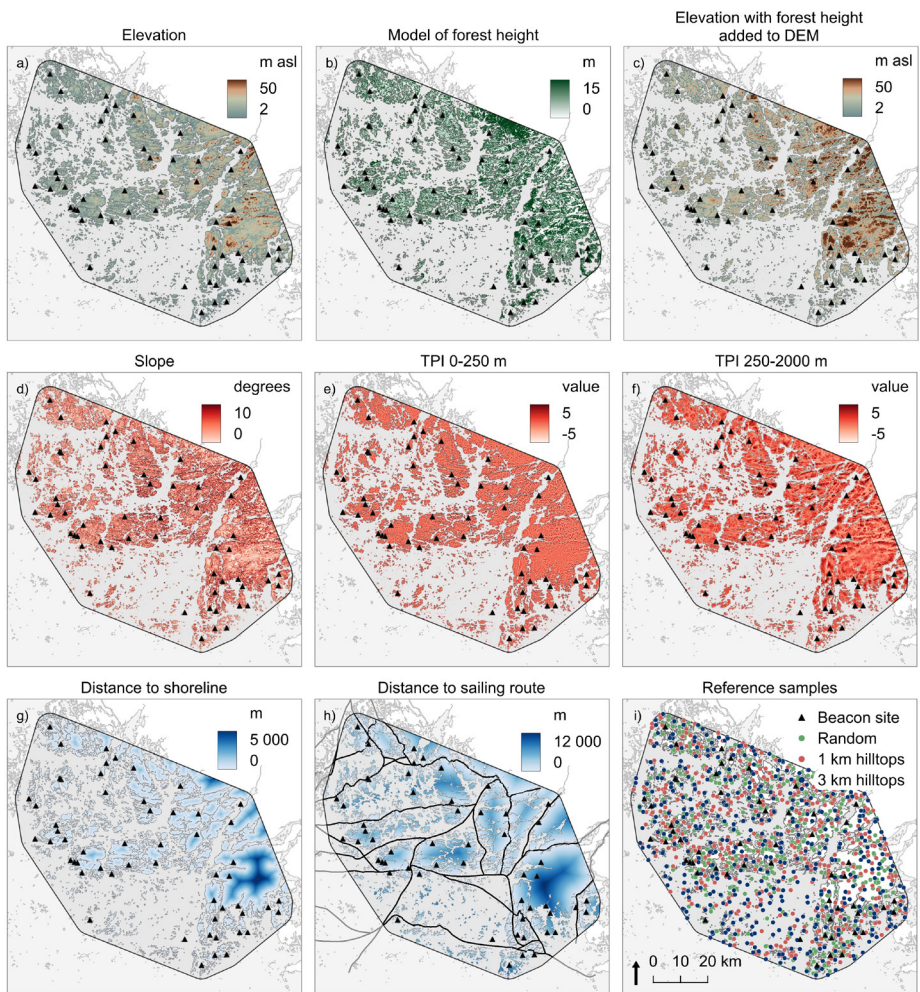 Elevation
a)
m asl
50
2
Model of forest height
b)
m
15
0
Elevation with forest height
added to DEM
c)
m asl
50
2
Slope
d)
degrees
10
0
TPI 0-250 m
e)
value
5
-5
TPI 250-2000 m
f)
value
5
-5
Distance to shoreline
g)
m
5 000
0
Distance to sailing route
h)
m
12 000
0
Reference samples
i)
Beacon site
Random
1 km hilltops
3 km hilltops
0 10 20 km